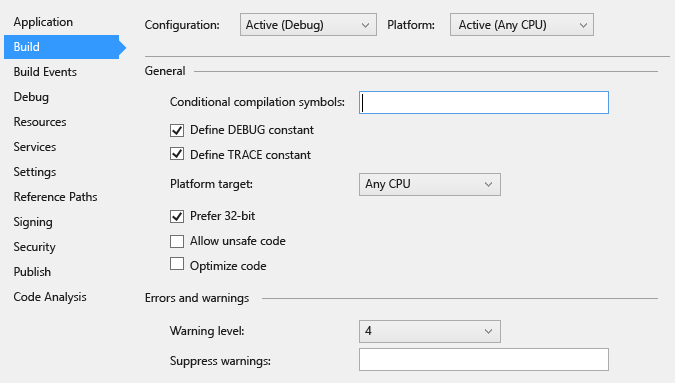 Application
Build
Build Events
Debug
Resources
Services
Settings
Reference Paths
Signing
Security
Publish
Code Analysis
Configuration: Active (Debug) Platform: Active (Any CPU)
General
Conditional compilation symbols:
Define DEBUG constant
Define TRACE constant
Platform target: Any CPU
Prefer 32-bit
Allow unsafe code
Optimize code
Errors and warnings
Warning level: 4
Suppress warnings: